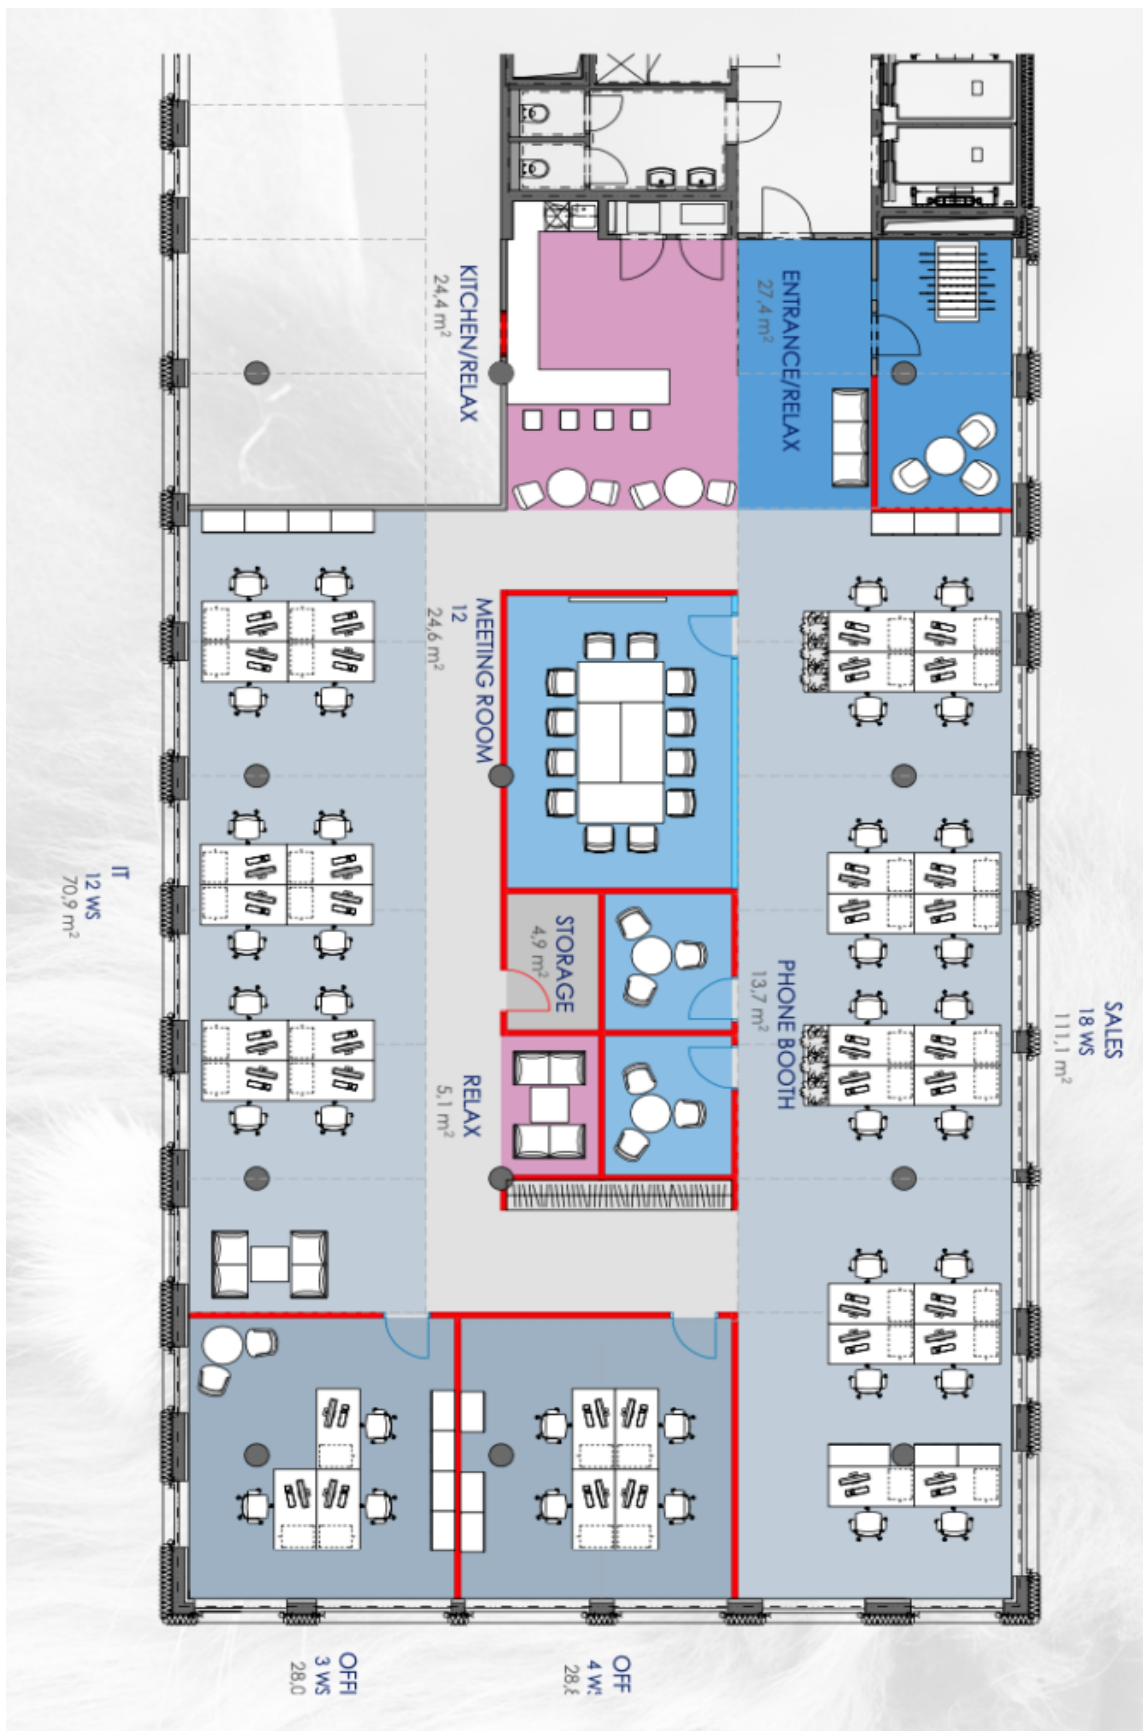 KITCHEN/RELAX
24,4 m²
ENTRANCE/RELAX
27,4 m²
MEETING ROOM
12
24,6 m²
STORAGE
4,9 m²
PHONE BOOTH
13,7 m²
RELAX
5,1 m²
IT
12 WS
70,9 m²
SALES
18 WS
111,1 m²
OFFI
3 WS
28,0
OFF
4 W
28,